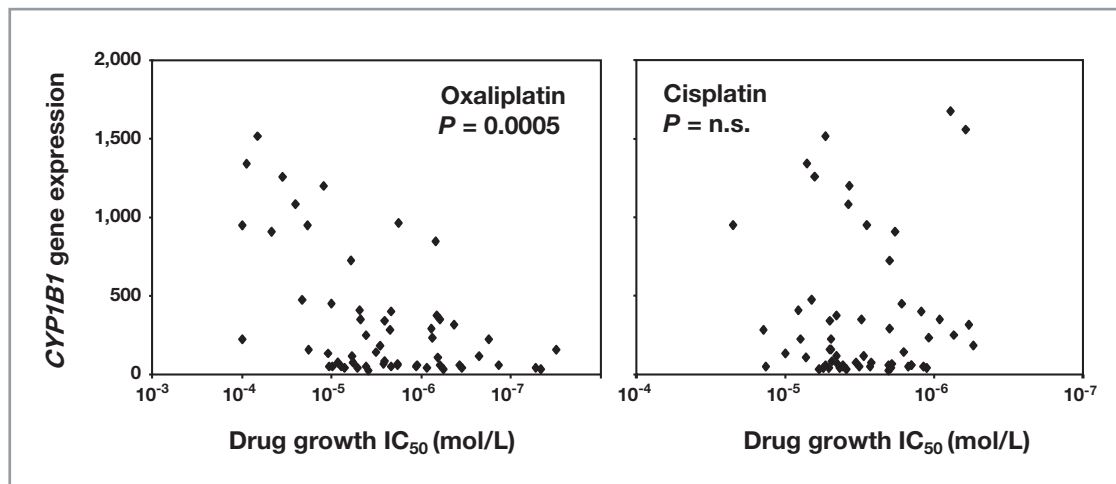 CYP1B1 gene expression
2,000
1,500
1,000
500
0
Oxaliplatin
P = 0.0005
10⁻³ 10⁻⁴ 10⁻⁵ 10⁻⁶ 10⁻⁷
Drug growth IC₅₀ (mol/L)
Cisplatin
P = n.s.
10⁻⁴ 10⁻⁵ 10⁻⁶ 10⁻⁷
Drug growth IC₅₀ (mol/L)